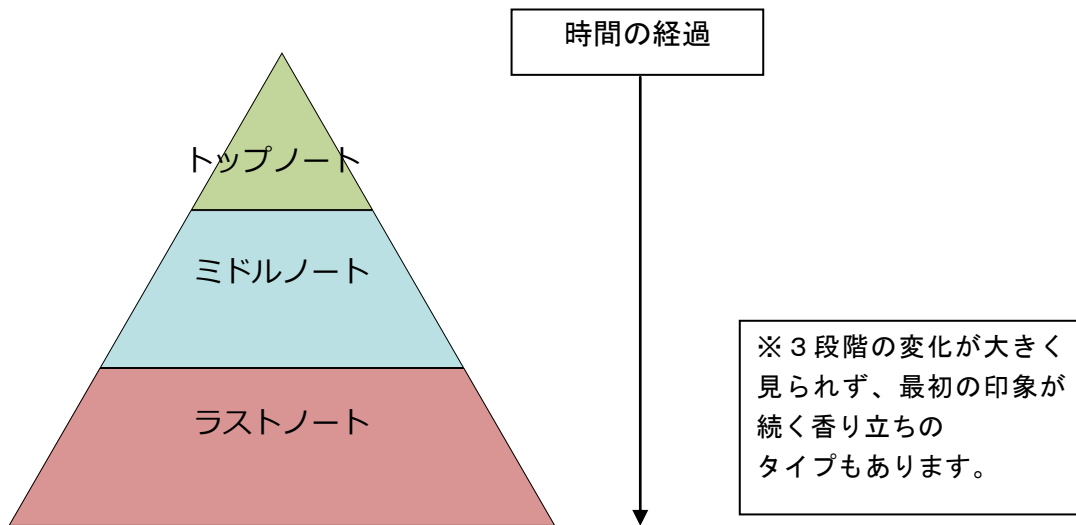 時間の経過
トップノート
ミドルノート
ラストノート
※３段階の変化が大きく
見られず、最初の印象が
続く香り立ちの
タイプもあります。